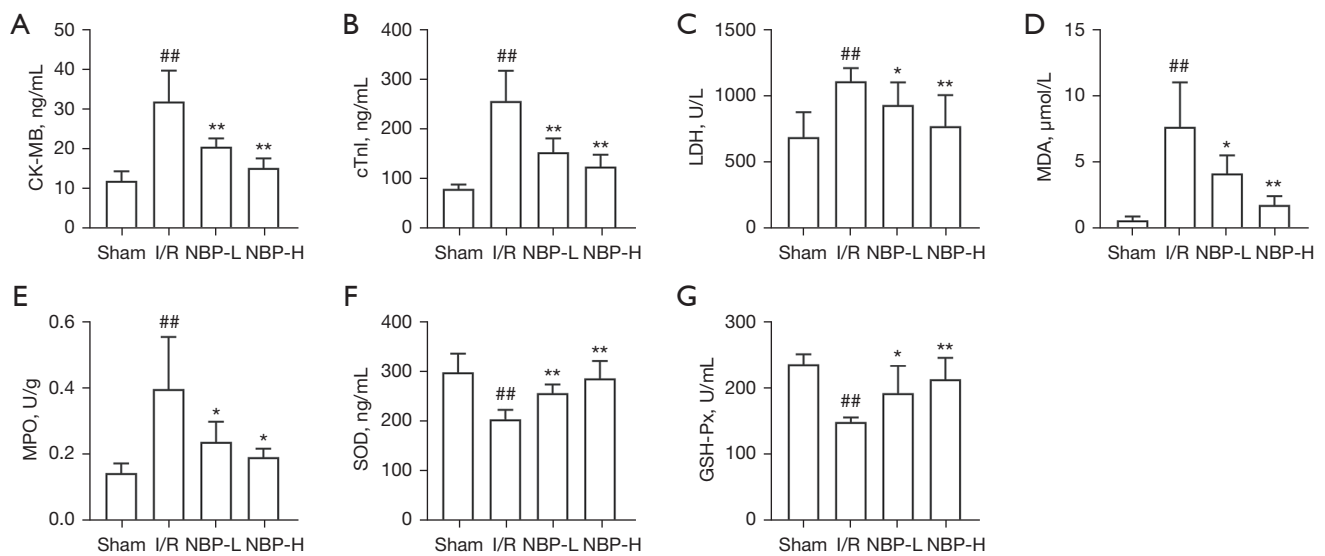 A
CK-MB, ng/mL
50
40
30
20
10
0
##
**
**
Sham I/R NBP-L NBP-H
B
cTnI, ng/mL
400
300
200
150
100
0
##
**
**
Sham I/R NBP-L NBP-H
C
LDH, U/L
1500
1000
500
0
##
*
**
Sham I/R NBP-L NBP-H
D
MDA, μmol/L
15
10
5
0
##
*
**
Sham I/R NBP-L NBP-H
E
MPO, U/g
0.6
0.4
0.2
0.0
##
*
*
Sham I/R NBP-L NBP-H
F
SOD, ng/mL
400
300
200
100
0
##
**
**
Sham I/R NBP-L NBP-H
G
GSH-Px, U/mL
300
200
100
0
##
*
**
Sham I/R NBP-L NBP-H